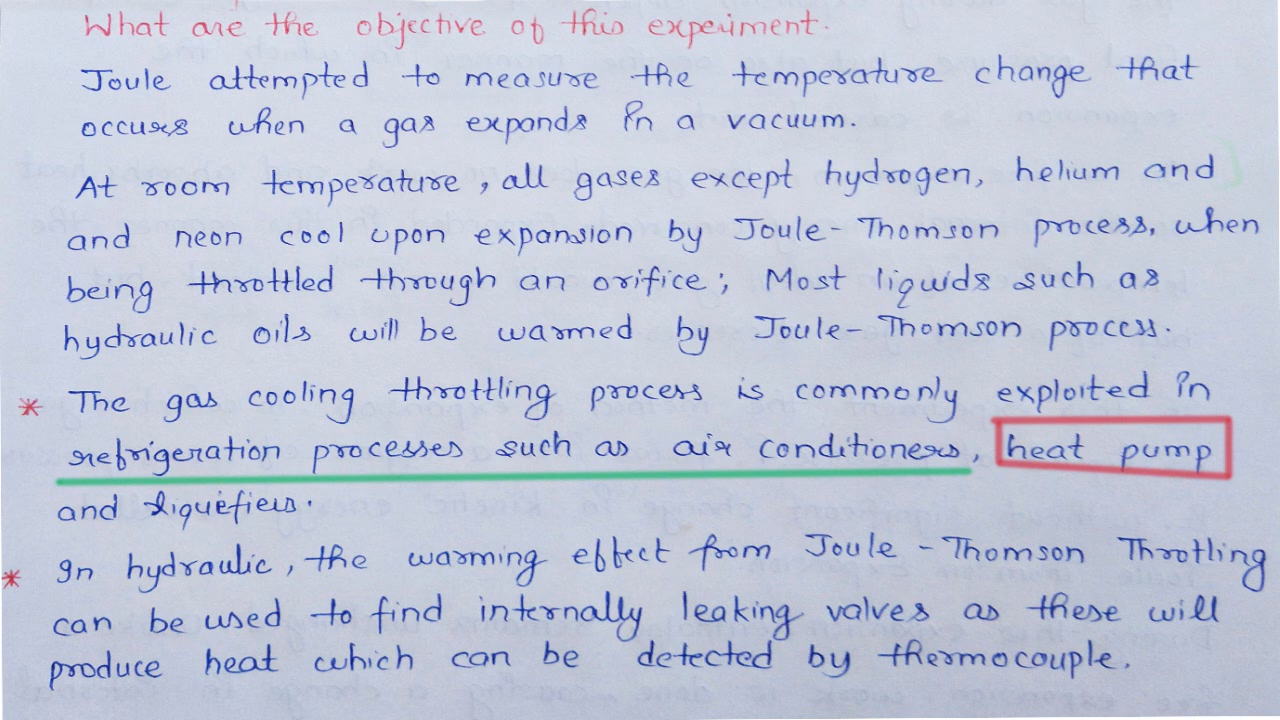 What are the objective of this experiment.
Joule attempted to measure the temperature change that
occurs when a gas expands in a vacuum.
At room temperature, all gases except hydrogen, helium and
and neon cool upon expansion by Joule-Thomson process, when
being throttled through an orifice; Most liquids such as
hydraulic oils will be warmed by Joule-Thomson process.
* The gas cooling throttling process is commonly exploited in
refrigeration processes such as air conditioners, heat pump
and liquefiers.
* In hydraulic, the warming effect from Joule-Thomson Throtling
can be used to find internally leaking valves as these will
produce heat which can be detected by thermocouple.